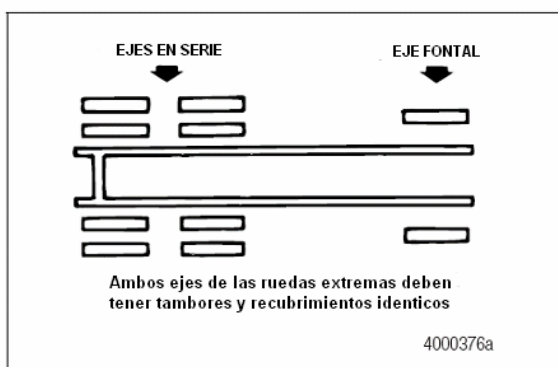 EJES EN SERIE
EJE FONTAL
Ambos ejes de las ruedas extremas deben
tener tambores y recubrimientos identicos
4000376a